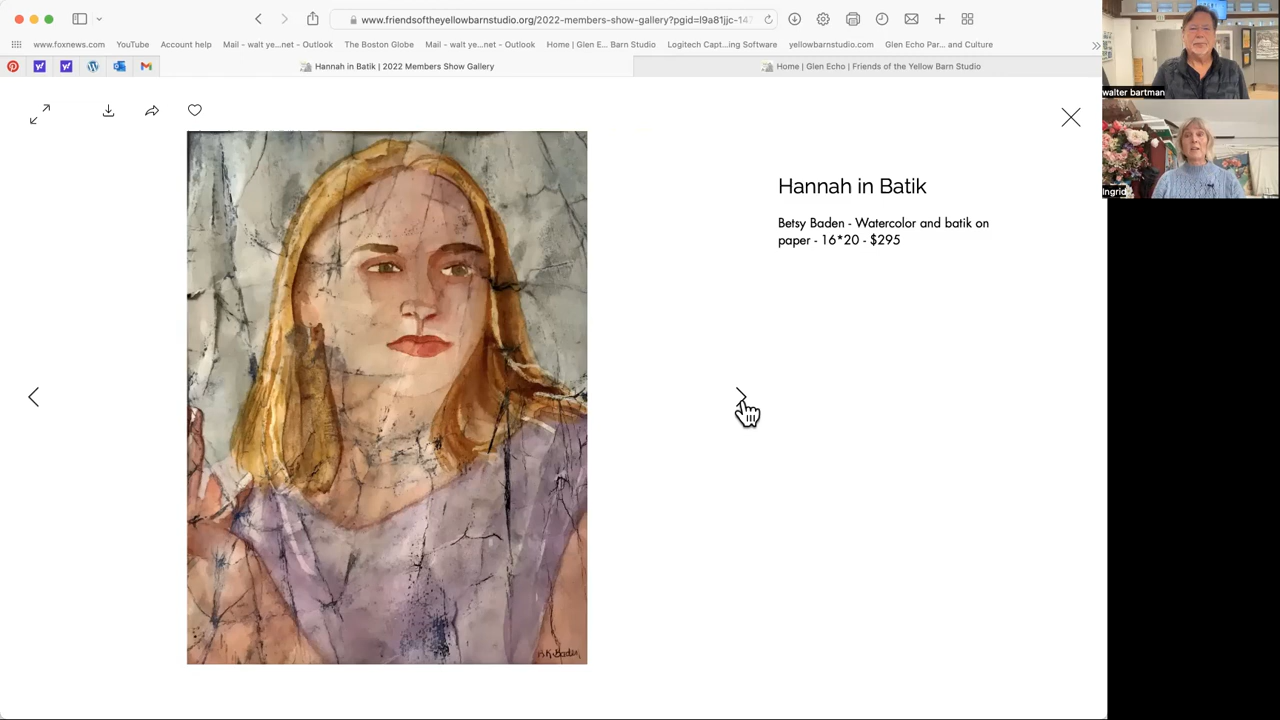 www.friendsoftheyellowbarnstudio.org/2022-members-show-gallery?pgid=l9a81jjc-14
www.foxnews.com YouTube Account help Mail - walt ye...net - Outlook The Boston Globe Mail - walt ye...net - Outlook Home | Glen E... Barn Studio Logitech Capt...ing Software yellowbarnstudio.com Glen Echo Par... and Culture
Hannah in Batik | 2022 Members Show Gallery Home | Glen Echo | Friends of the Yellow Barn Studio
walter bartman
Ingrid
Hannah in Batik
Betsy Baden - Watercolor and batik on
paper - 16*20 - $295
B.K.Baden